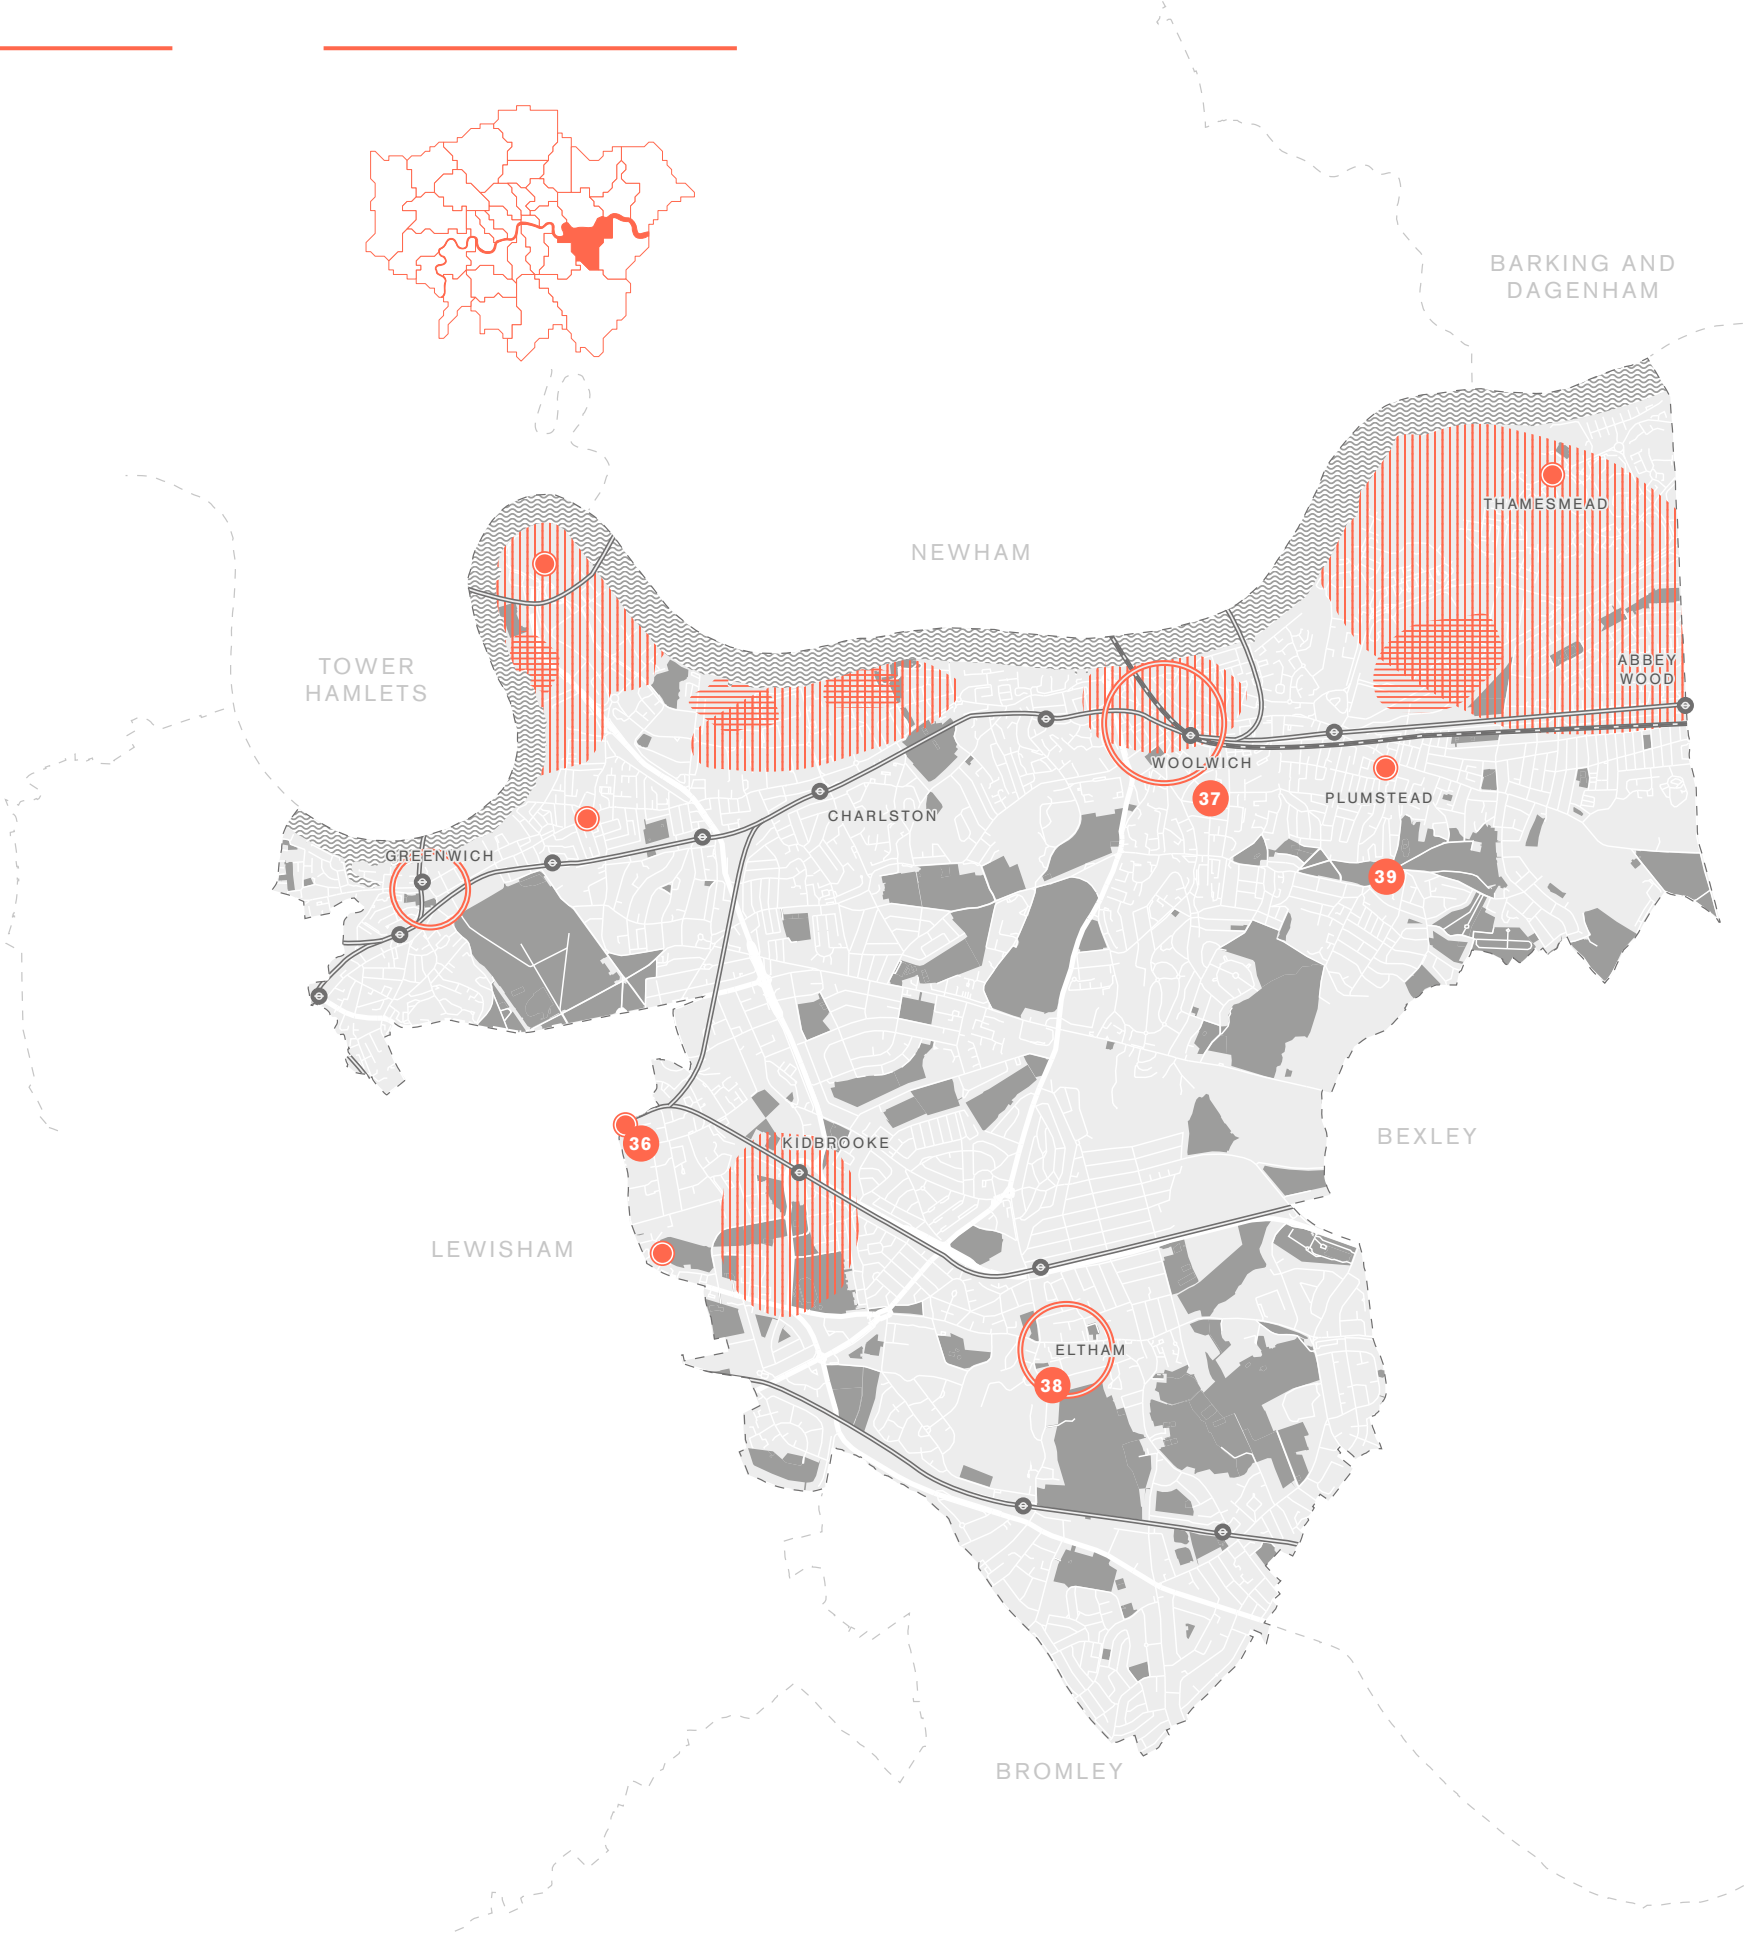 BARKING AND
DAGENHAM
THAMESMEAD
NEWHAM
TOWER
HAMLETS
ABBEY
WOOD
WOOLWICH
37
PLUMSTEAD
CHARLSTON
GREENWICH
39
36
KIDBROOKE
BEXLEY
LEWISHAM
ELTHAM
38
BROMLEY